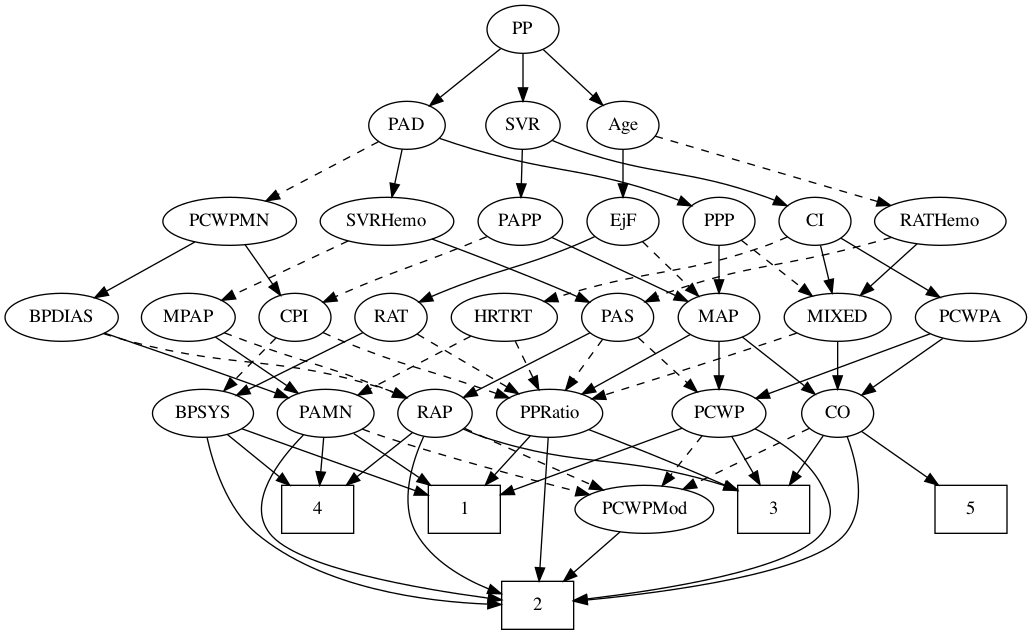 PP
PAD SVR Age
PCWPMN SVRHemo PAPP EjF PPP CI RATHemo
BPDIAS MPAP CPI RAT HRTRT PAS MAP MIXED PCWPA
BPSYS PAMN RAP PPRatio PCWP CO
4 1 PCWPMod 3 5
2